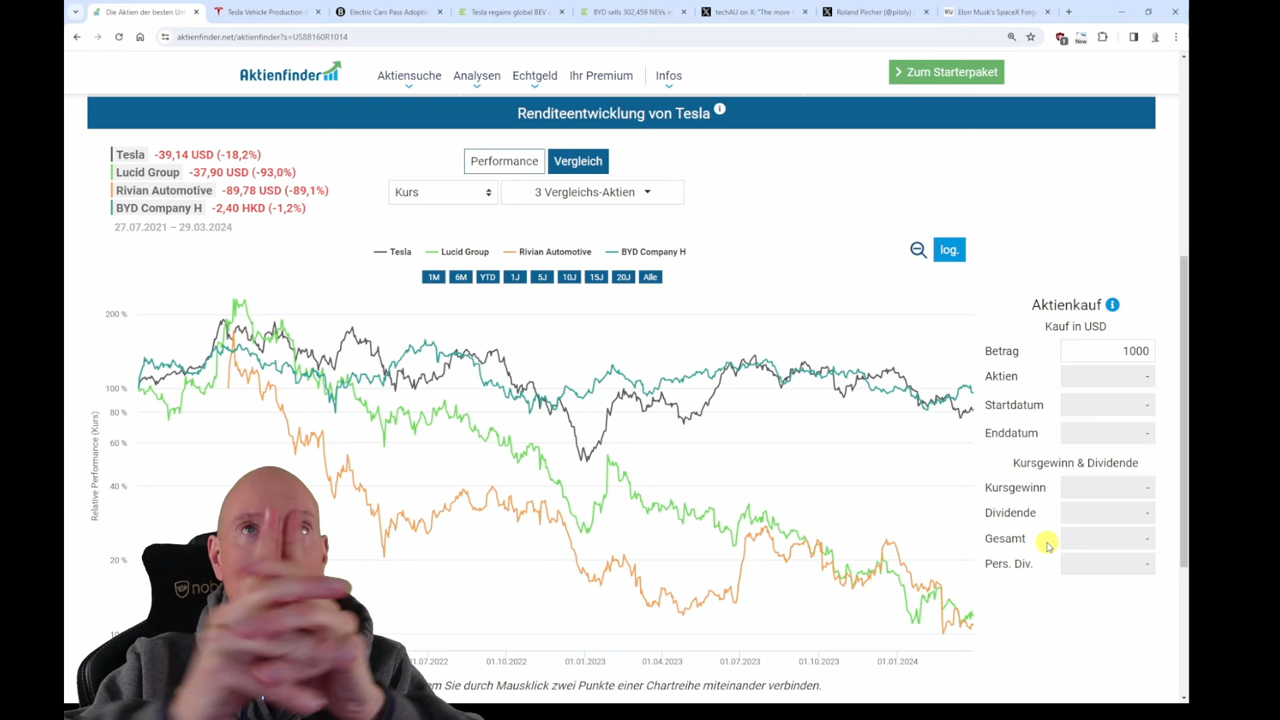 Die Aktien der besten Un
Tesla Vehicle Production &
Electric Cars Pass Adoptio
Tesla regains global BEV
BYD sells 302,459 NEVs in
techAU on X: "The more
Roland Pircher (@piloly)
Elon Musk's SpaceX Forg
aktienfinder.net/aktienfinder?s=US88160R1014
New
Aktienfinder
Aktiensuche
Analysen
Echtgeld
Ihr Premium
Infos
Zum Starterpaket
Renditeentwicklung von Tesla
Tesla -39,14 USD (-18,2%)
Lucid Group -37,90 USD (-93,0%)
Rivian Automotive -89,78 USD (-89,1%)
BYD Company H -2,40 HKD (-1,2%)
27.07.2021 – 29.03.2024
Performance
Vergleich
Kurs
3 Vergleichs-Aktien
Tesla
Lucid Group
Rivian Automotive
BYD Company H
log.
1M
6M
YTD
1J
5J
10J
15J
20J
Alle
200 %
100 %
80 %
60 %
40 %
20 %
Relative Performance (Kurs)
01.10.2022
01.01.2023
01.04.2023
01.07.2023
01.10.2023
01.01.2024
Sie durch Mausklick zwei Punkte einer Chartreihe miteinander verbinden.
Aktienkauf
Kauf in USD
Betrag 1000
Aktien -
Startdatum -
Enddatum -
Kursgewinn & Dividende
Kursgewinn -
Dividende -
Gesamt -
Pers. Div. -